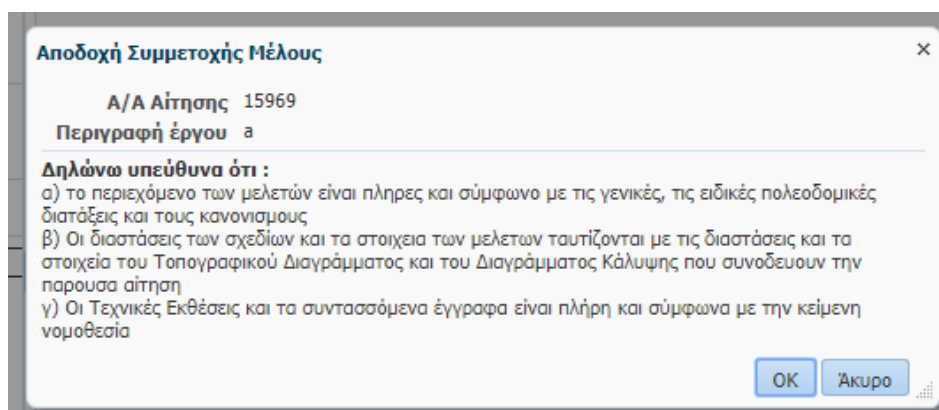 Αποδοχή Συμμετοχής Μέλους
Α/Α Αίτησης 15969
Περιγραφή έργου a
Δηλώνω υπεύθυνα ότι :
α) το περιεχόμενο των μελετών είναι πληρες και σύμφωνο με τις γενικές, τις ειδικές πολεοδομικές
διατάξεις και τους κανονισμους
β) Οι διαστάσεις των σχεδίων και τα στοιχεια των μελετων ταυτίζονται με τις διαστάσεις και τα
στοιχεία του Τοπογραφικού Διαγράμματος και του Διαγράμματος Κάλυψης που συνοδευουν την
παρουσα αίτηση
γ) Οι Τεχνικές Εκθέσεις και τα συντασσόμενα έγγραφα είναι πλήρη και σύμφωνα με την κείμενη
νομοθεσία
OK Άκυρο